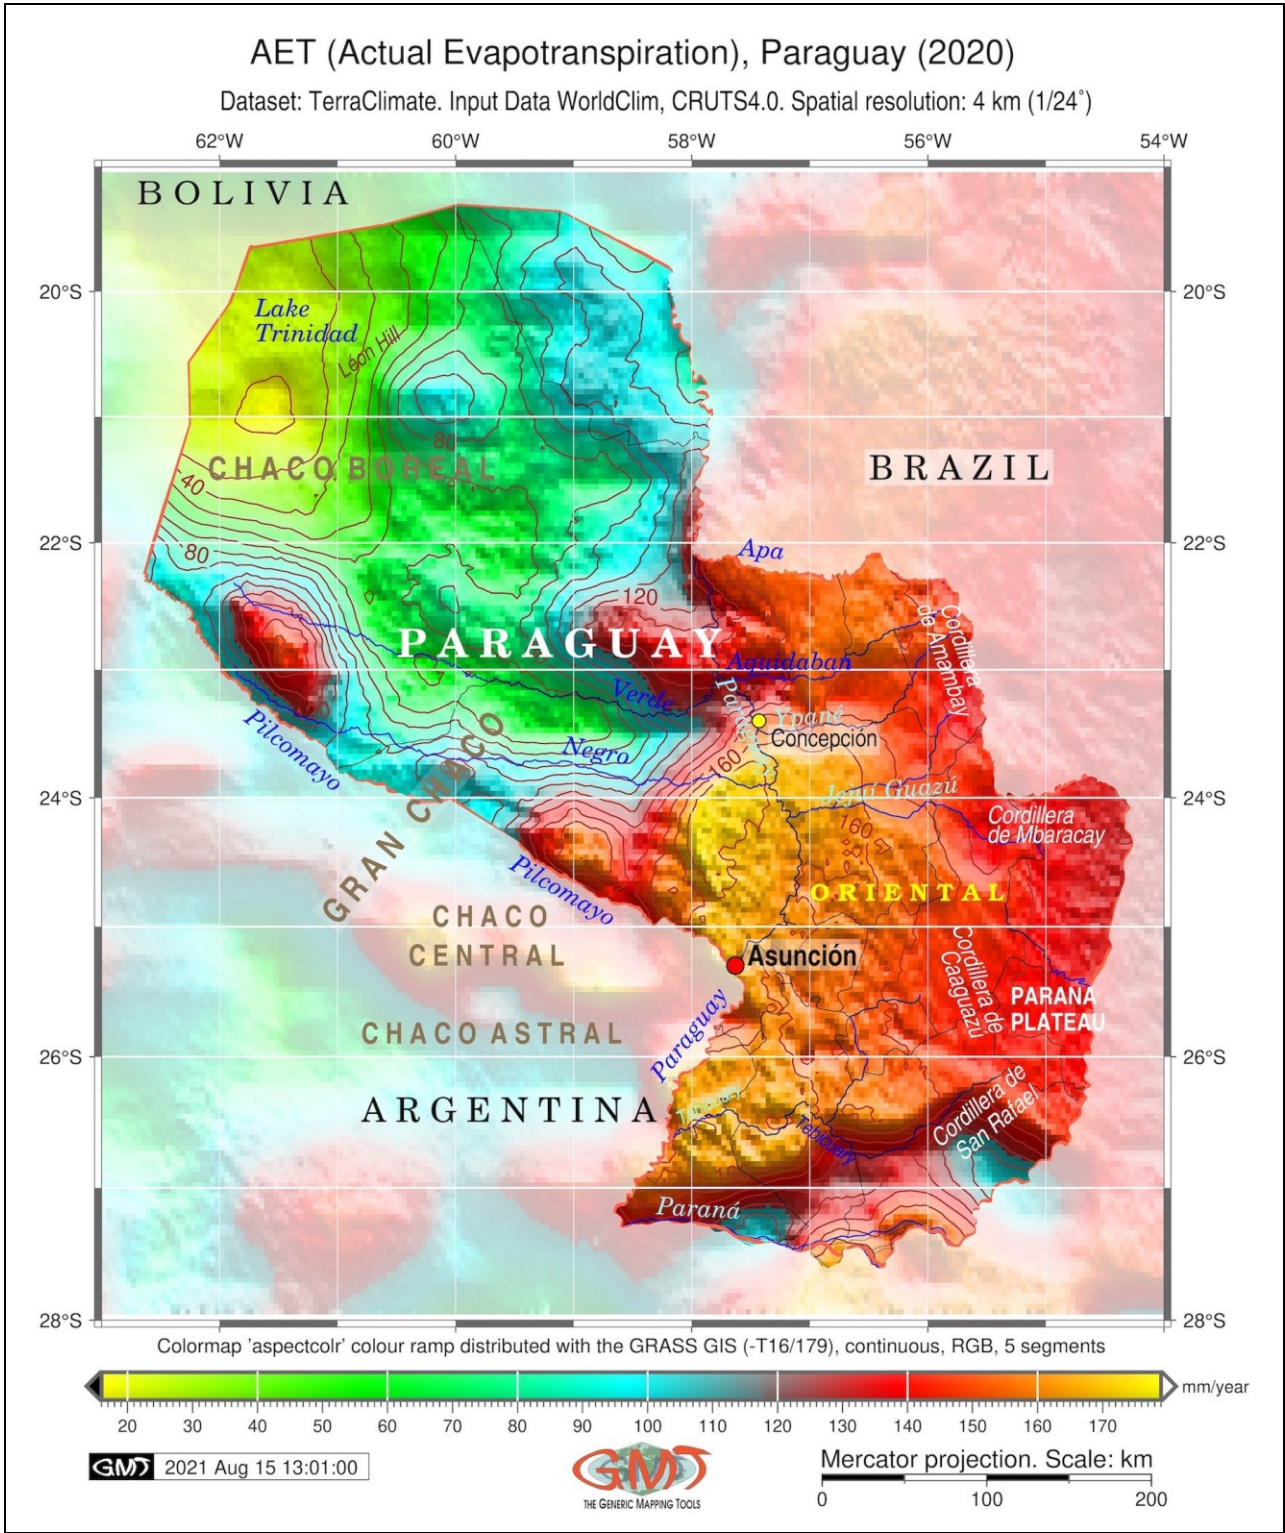 AET (Actual Evapotranspiration), Paraguay (2020)
Dataset: TerraClimate. Input Data WorldClim, CRUTS4.0. Spatial resolution: 4 km (1/24°)
62°W 60°W 58°W 56°W 54°W
BOLIVIA
20°S 20°S
Lake
Trinidad
Léon Hill
80
CHACO BOREAL
BRAZIL
40
22°S 22°S
80
Apa
120
PARAGUAY
Cordillera
de Amambay
Aquidaban
Verde
Ypané
Concepción
Pilcomayo
Negro
160
24°S 24°S
Jejuí Guazú
160
Cordillera
de Mbaracay
GRAN CHACO
Pilcomayo
ORIENTAL
CHACO
CENTRAL
Asunción
Cordillera de
Caaguazú
PARANA
PLATEAU
CHACO ASTRAL
Paraguay
26°S 26°S
ARGENTINA
Tebicuary
Cordillera de
San Rafael
Paraná
28°S 28°S
Colormap 'aspectcolr' colour ramp distributed with the GRASS GIS (-T16/179), continuous, RGB, 5 segments
mm/year
20 30 40 50 60 70 80 90 100 110 120 130 140 150 160 170
GMT 2021 Aug 15 13:01:00
GMT
THE GENERIC MAPPING TOOLS
Mercator projection. Scale: km
0 100 200